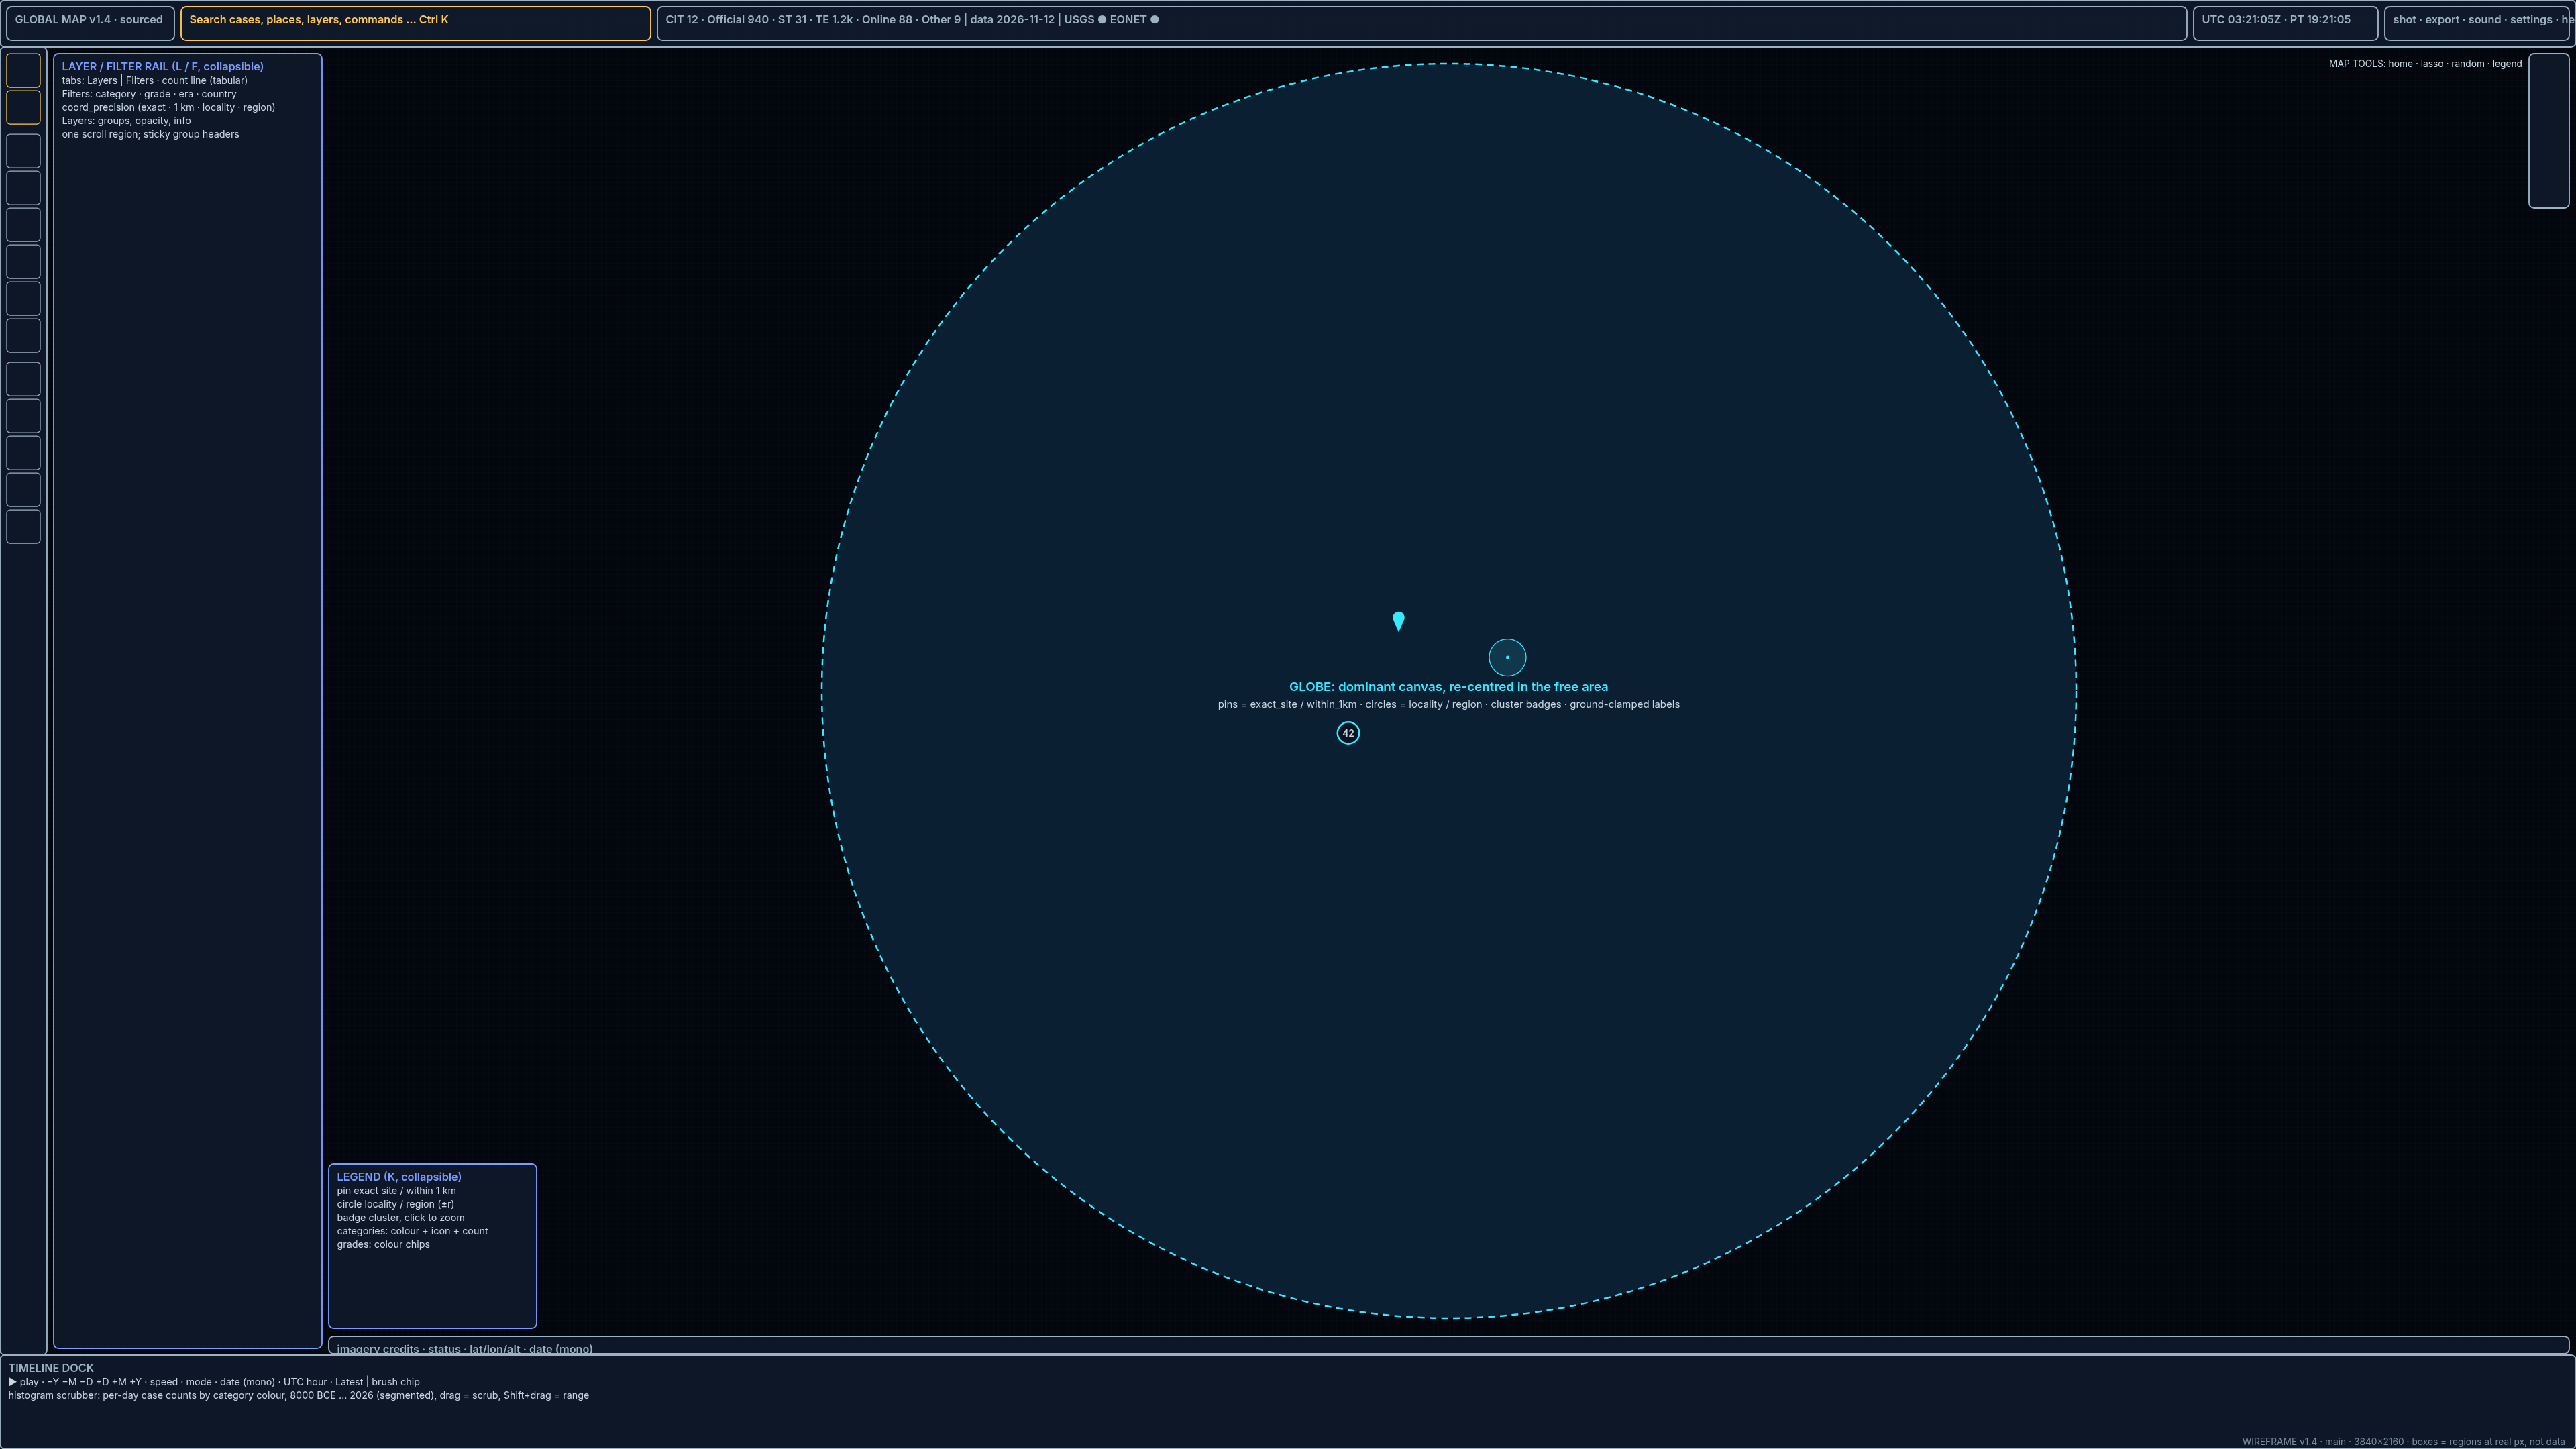 GLOBAL MAP v1.4 · sourced
Search cases, places, layers, commands … Ctrl K
CIT 12 · Official 940 · ST 31 · TE 1.2k · Online 88 · Other 9 | data 2026-11-12 | USGS ● EONET ●
UTC 03:21:05Z · PT 19:21:05
shot · export · sound · settings · he
LAYER / FILTER RAIL (L / F, collapsible)
tabs: Layers | Filters · count line (tabular)
Filters: category · grade · era · country
coord_precision (exact · 1 km · locality · region)
Layers: groups, opacity, info
one scroll region; sticky group headers
MAP TOOLS: home · lasso · random · legend
GLOBE: dominant canvas, re-centred in the free area
pins = exact_site / within_1km · circles = locality / region · cluster badges · ground-clamped labels
42
LEGEND (K, collapsible)
pin exact site / within 1 km
circle locality / region (±r)
badge cluster, click to zoom
categories: colour + icon + count
grades: colour chips
imagery credits · status · lat/lon/alt · date (mono)
TIMELINE DOCK
▶ play · −Y −M −D +D +M +Y · speed · mode · date (mono) · UTC hour · Latest | brush chip
histogram scrubber: per-day case counts by category colour, 8000 BCE … 2026 (segmented), drag = scrub, Shift+drag = range
WIREFRAME v1.4 · main · 3840×2160 · boxes = regions at real px, not data